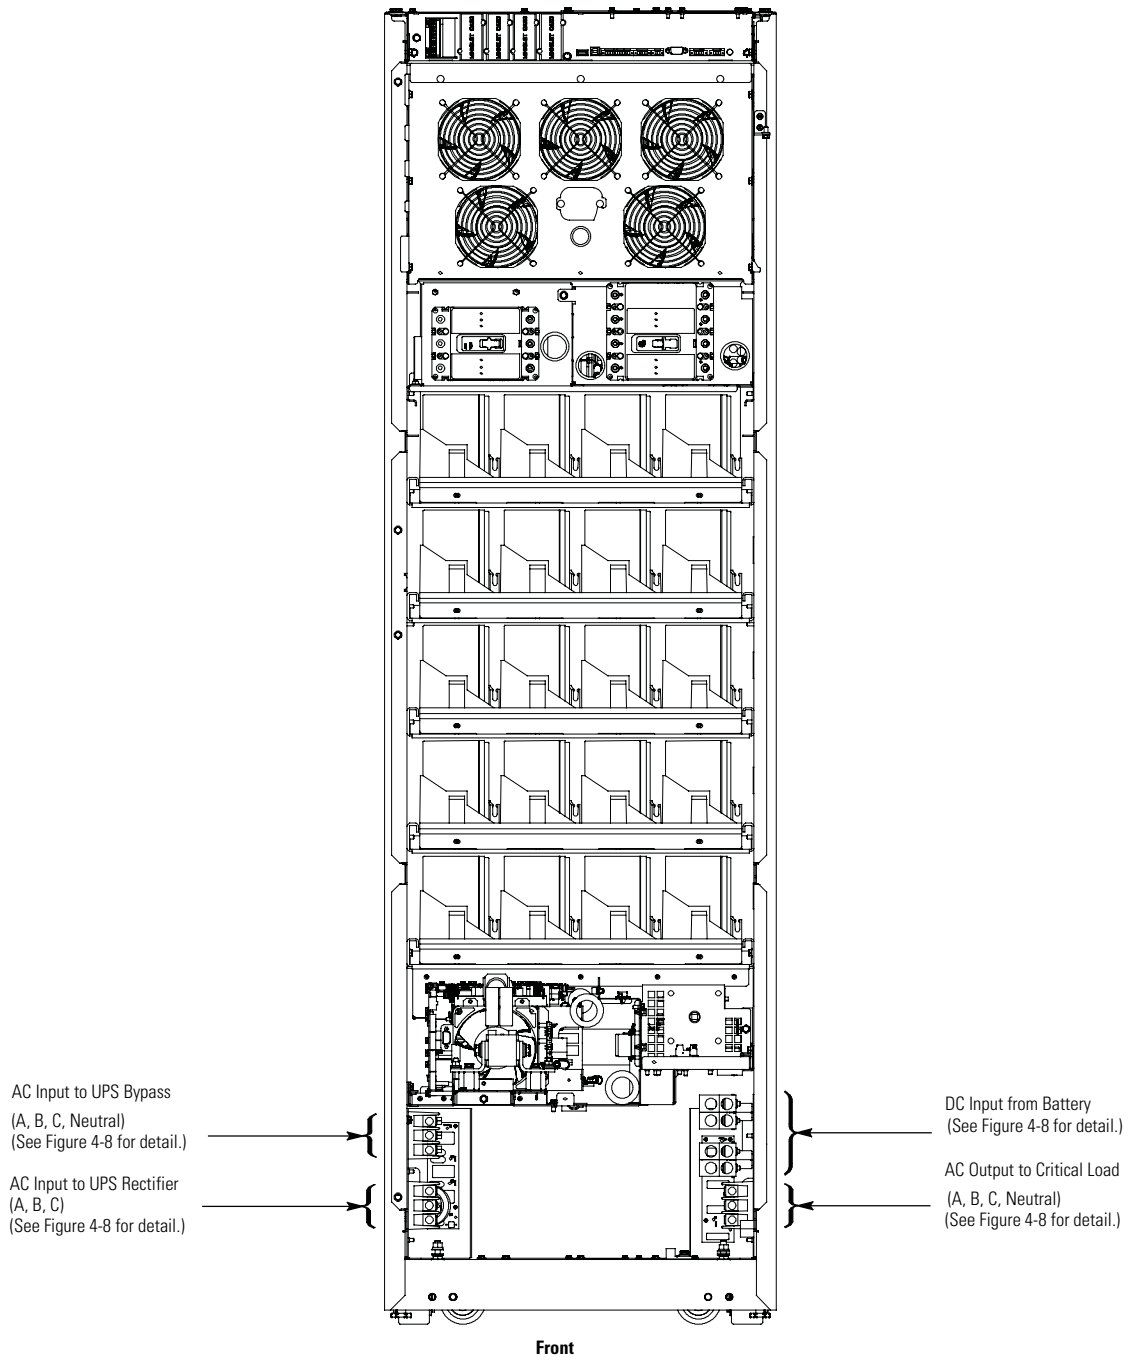 AC Input to UPS Bypass
(A, B, C, Neutral)
(See Figure 4-8 for detail.)
AC Input to UPS Rectifier
(A, B, C)
(See Figure 4-8 for detail.)
DC Input from Battery
(See Figure 4-8 for detail.)
AC Output to Critical Load
(A, B, C, Neutral)
(See Figure 4-8 for detail.)
Front